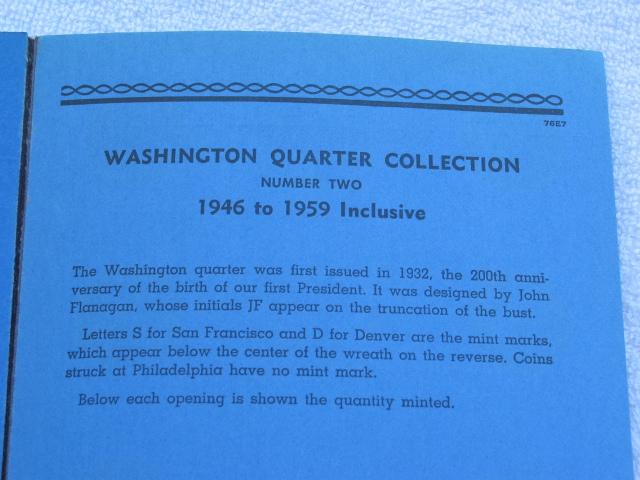 76E7
WASHINGTON QUARTER COLLECTION
NUMBER TWO
1946 to 1959 Inclusive
The Washington quarter was first issued in 1932, the 200th anni-
versary of the birth of our first President. It was designed by John
Flanagan, whose initials JF appear on the truncation of the bust.
Letters S for San Francisco and D for Denver are the mint marks,
which appear below the center of the wreath on the reverse. Coins
struck at Philadelphia have no mint mark.
Below each opening is shown the quantity minted.